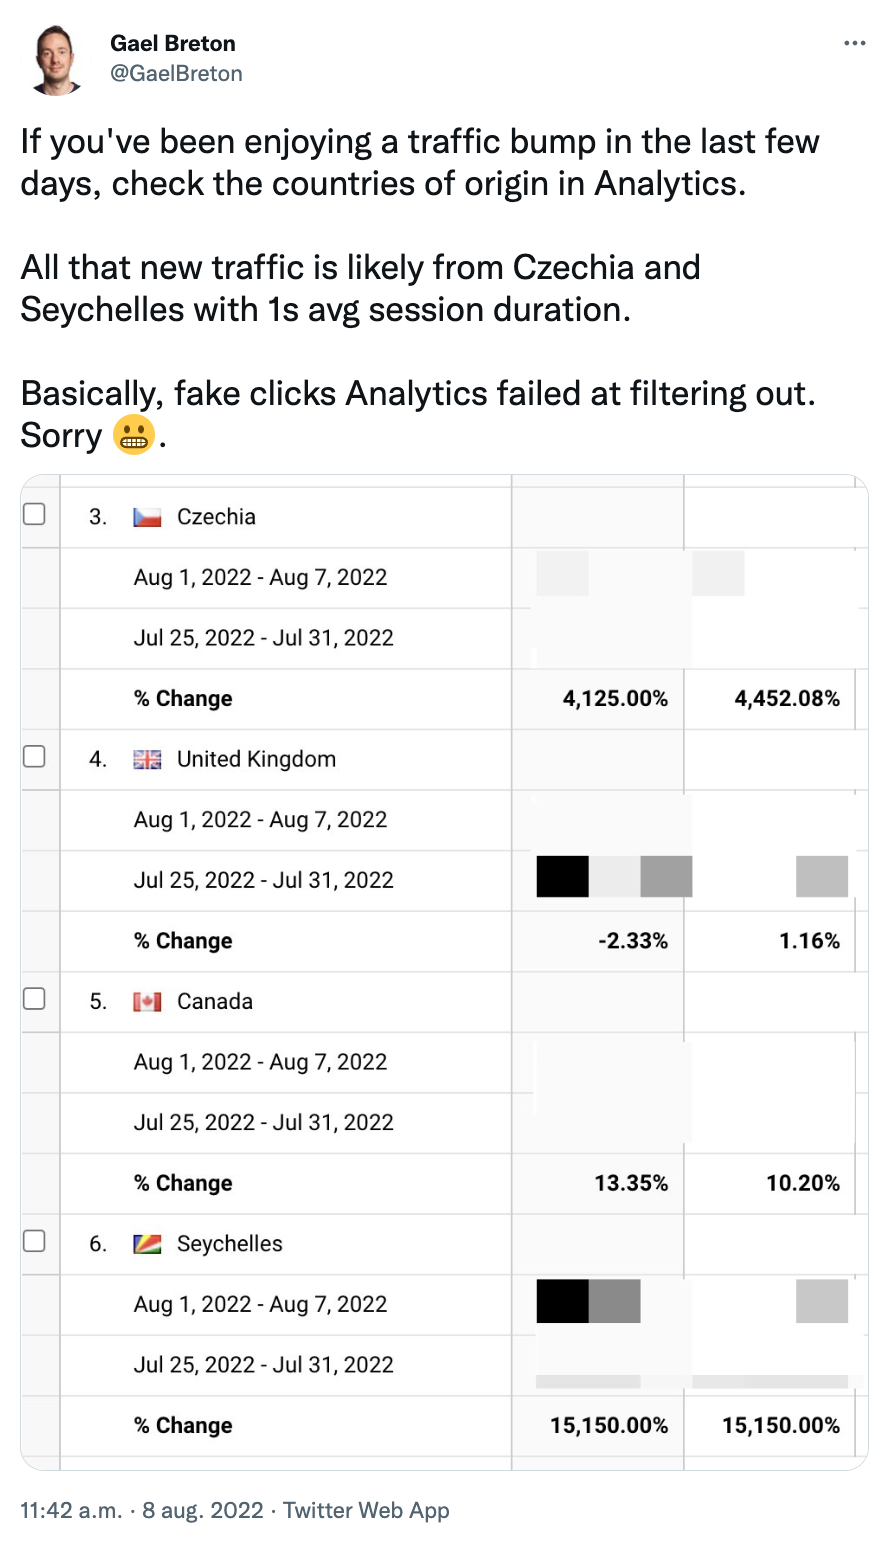 Gael Breton
@GaelBreton
If you've been enjoying a traffic bump in the last few
days, check the countries of origin in Analytics.
All that new traffic is likely from Czechia and
Seychelles with 1s avg session duration.
Basically, fake clicks Analytics failed at filtering out.
Sorry 😬.
3. Czechia
Aug 1, 2022 - Aug 7, 2022
Jul 25, 2022 - Jul 31, 2022
% Change 4,125.00% 4,452.08%
4. United Kingdom
Aug 1, 2022 - Aug 7, 2022
Jul 25, 2022 - Jul 31, 2022
% Change -2.33% 1.16%
5. Canada
Aug 1, 2022 - Aug 7, 2022
Jul 25, 2022 - Jul 31, 2022
% Change 13.35% 10.20%
6. Seychelles
Aug 1, 2022 - Aug 7, 2022
Jul 25, 2022 - Jul 31, 2022
% Change 15,150.00% 15,150.00%
11:42 a.m. · 8 aug. 2022 · Twitter Web App